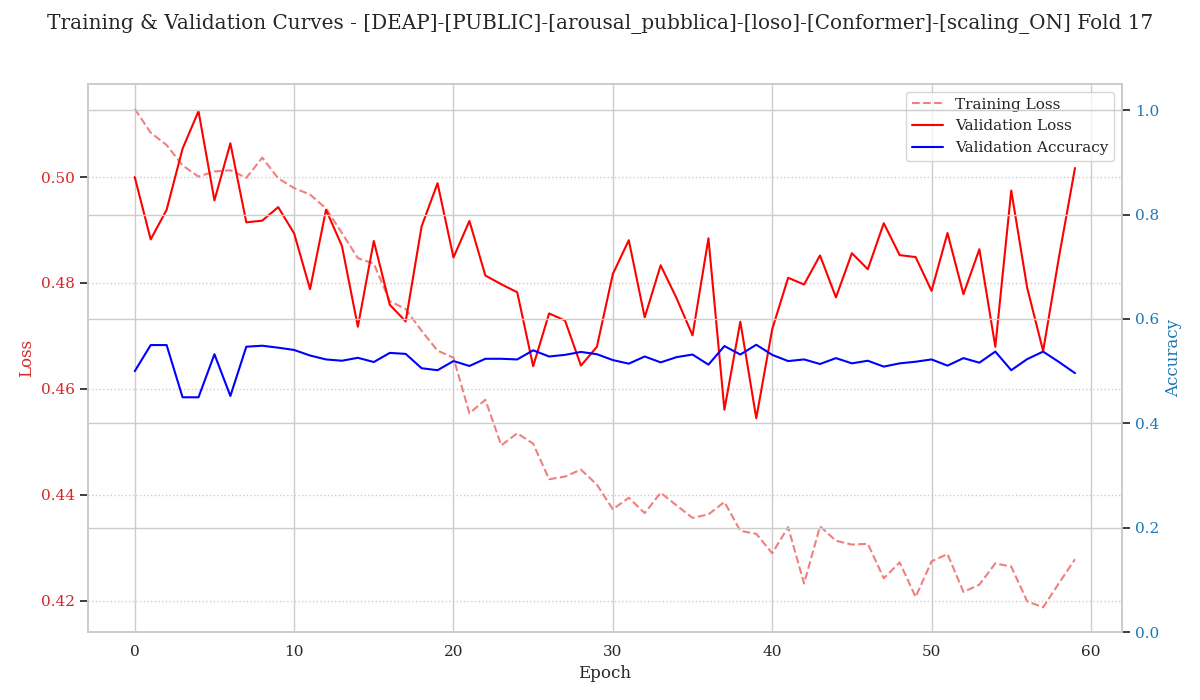 Training & Validation Curves - [DEAP]-[PUBLIC]-[arousal_pubblica]-[loso]-[Conformer]-[scaling_ON] Fold 17
Training Loss
Validation Loss
Validation Accuracy
Loss
0.50
0.48
0.46
0.44
0.42
1.0
0.8
0.6
0.4
0.2
0.0
Accuracy
0 10 20 30 40 50 60
Epoch